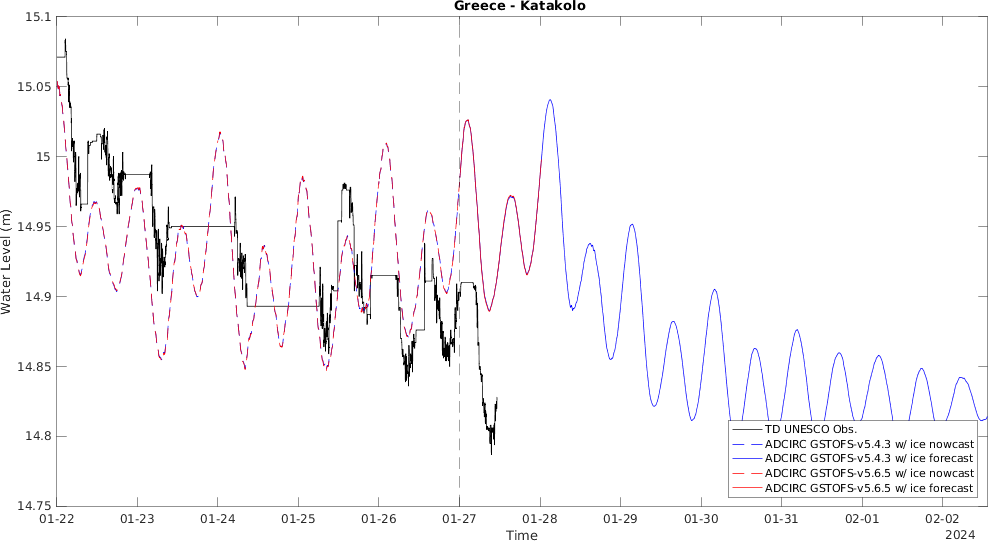 Greece - Katakolo
15.1
15.05
15
14.95
14.9
14.85
14.8
14.75
Water Level (m)
TD UNESCO Obs.
ADCIRC GSTOFS-v5.4.3 w/ ice nowcast
ADCIRC GSTOFS-v5.4.3 w/ ice forecast
ADCIRC GSTOFS-v5.6.5 w/ ice nowcast
ADCIRC GSTOFS-v5.6.5 w/ ice forecast
01-22 01-23 01-24 01-25 01-26 01-27 01-28 01-29 01-30 01-31 02-01 02-02
Time
2024